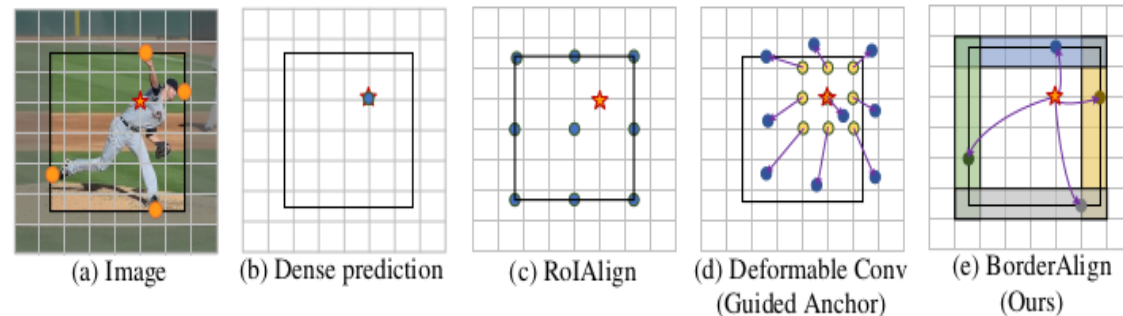 (a) Image
(b) Dense prediction
(c) RoIAlign
(d) Deformable Conv
(Guided Anchor)
(e) BorderAlign
(Ours)